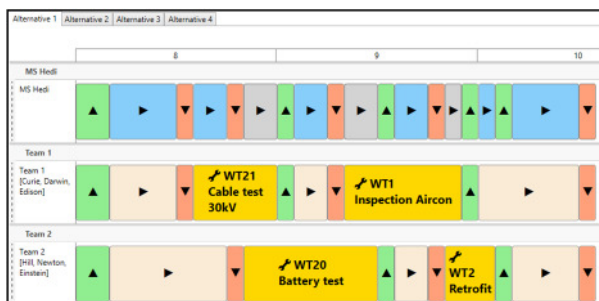 Alternative 1 Alternative 2 Alternative 3 Alternative 4
8 9 10
MS Hedi
MS Hedi
Team 1
Team 1
[Curie, Darwin,
Edison]
WT21
Cable test
30kV
WT1
Inspection Aircon
Team 2
Team 2
[Hill, Newton,
Einstein]
WT20
Battery test
WT2
Retrofit